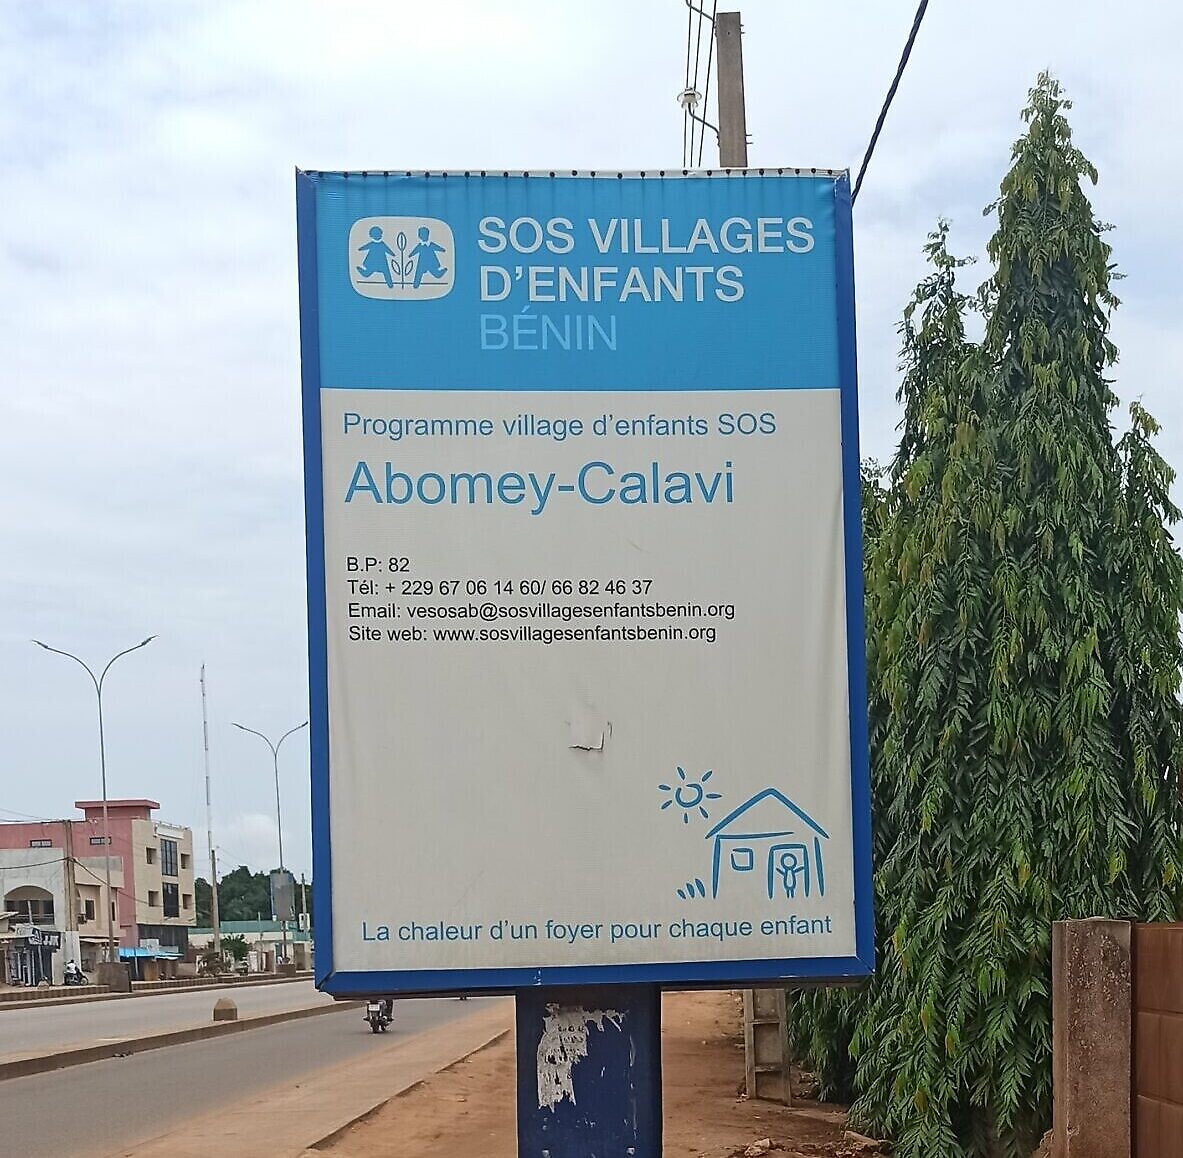 SOS VILLAGES
D'ENFANTS
BÉNIN
Programme village d'enfants SOS
Abomey-Calavi
B.P: 82
Tél: + 229 67 06 14 60/ 66 82 46 37
Email: vesosab@sosvillagesenfantsbenin.org
Site web: www.sosvillagesenfantsbenin.org
La chaleur d'un foyer pour chaque enfant